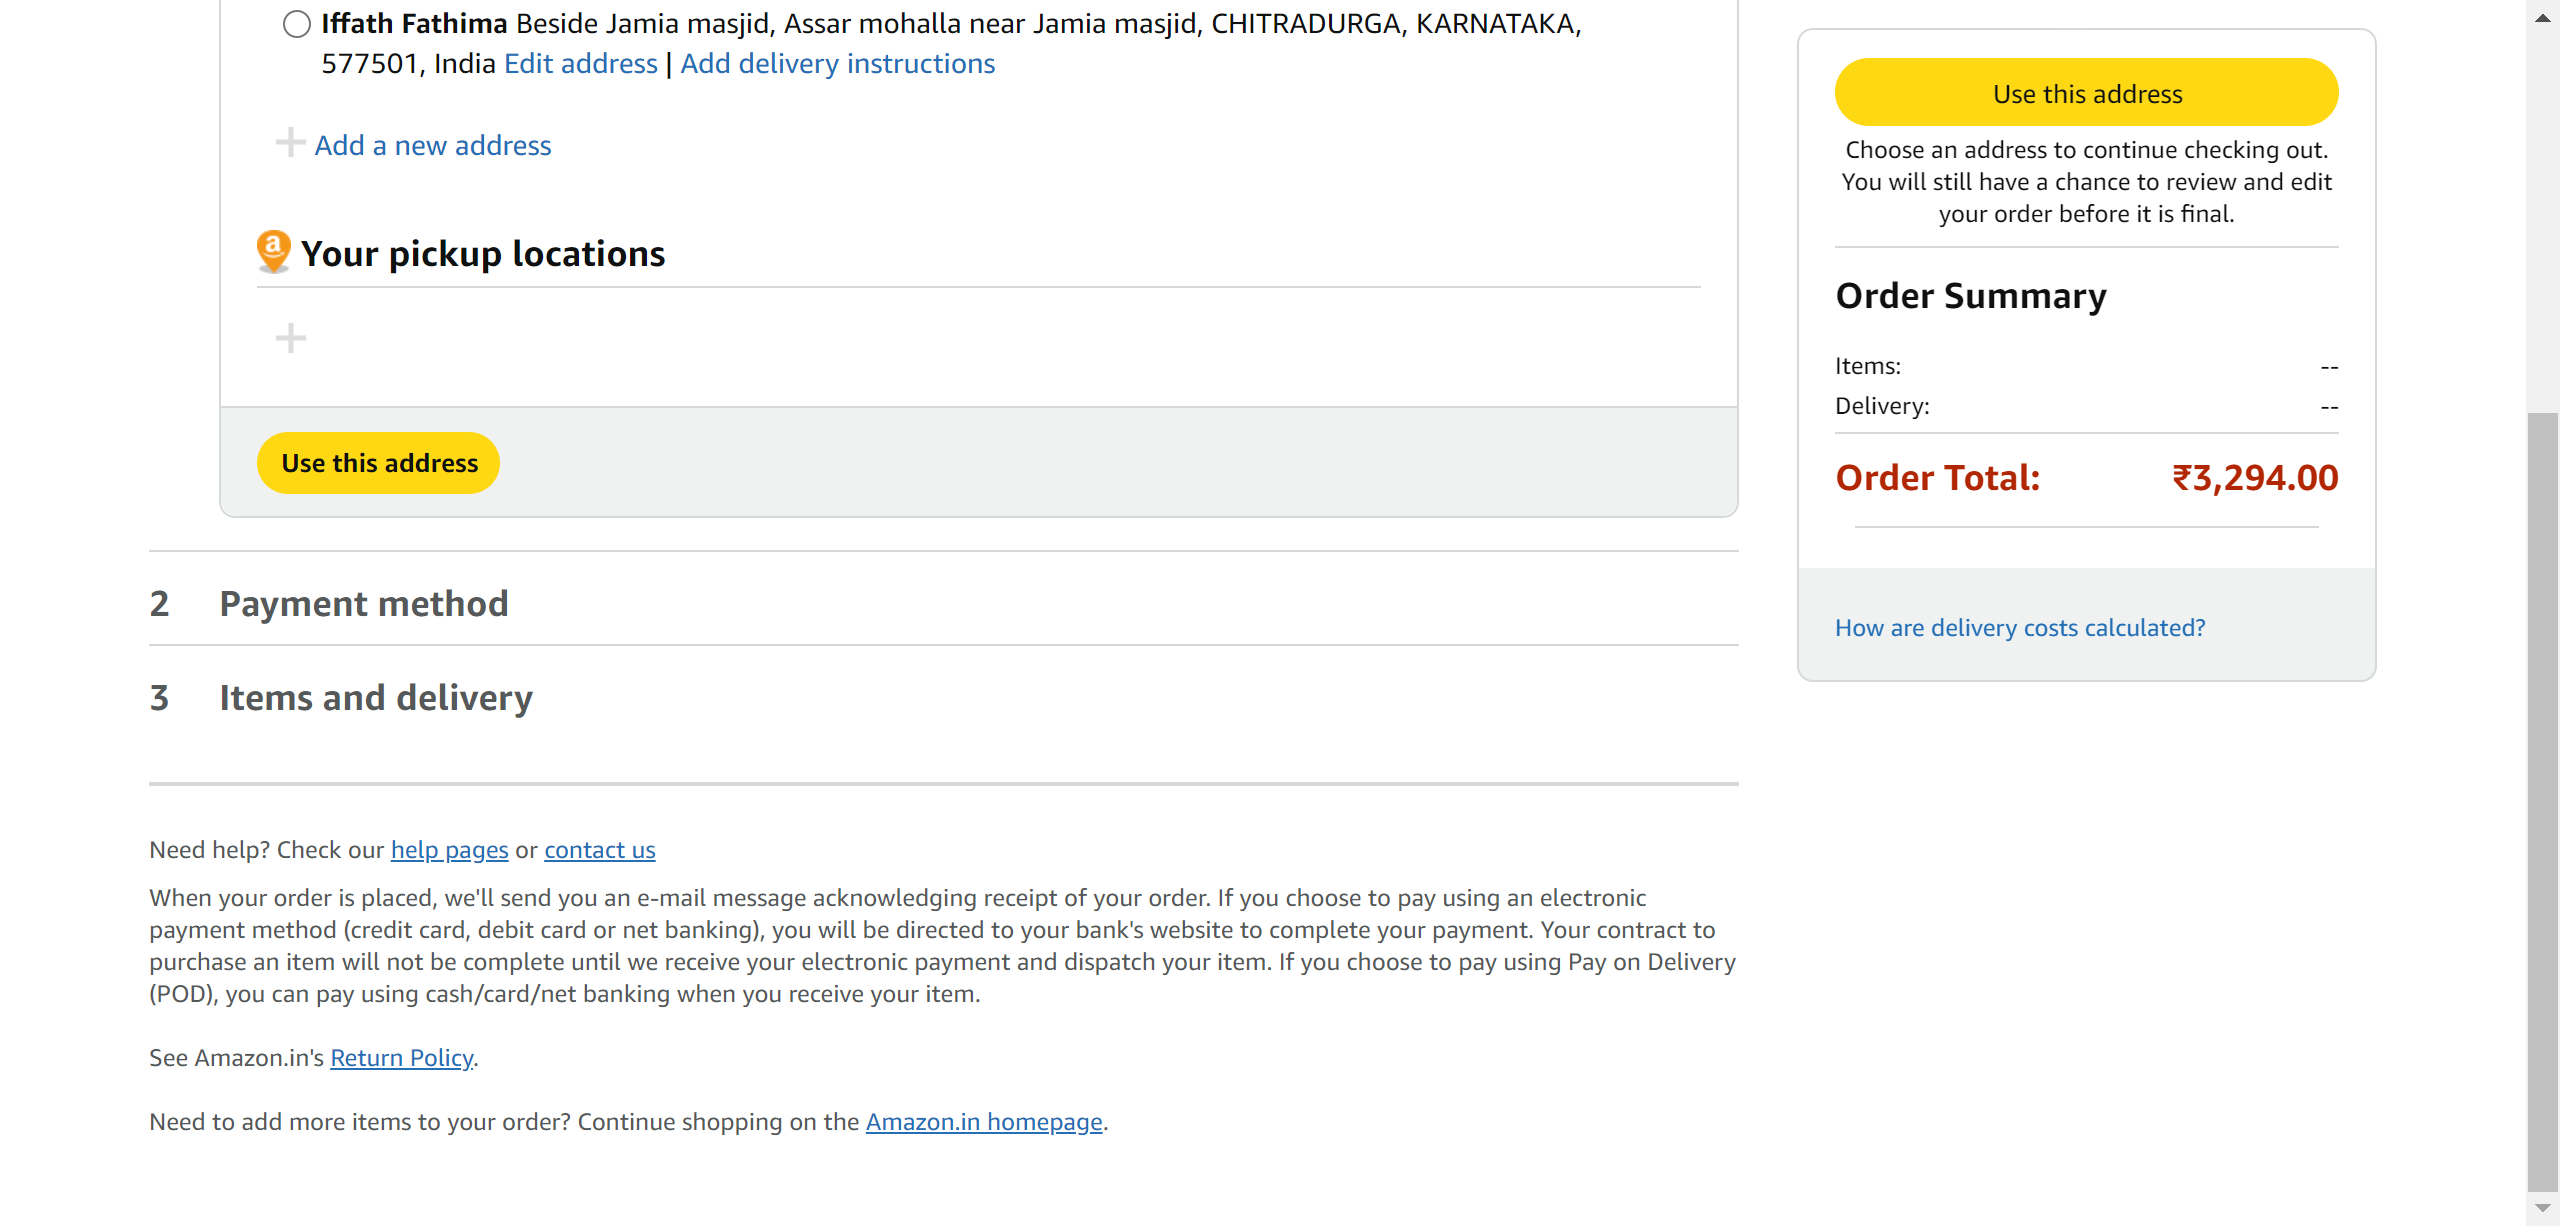 Iffath Fathima Beside Jamia masjid, Assar mohalla near Jamia masjid, CHITRADURGA, KARNATAKA,
577501, India Edit address | Add delivery instructions
Add a new address
Your pickup locations
Use this address
2 Payment method
3 Items and delivery
Need help? Check our help pages or contact us
When your order is placed, we'll send you an e-mail message acknowledging receipt of your order. If you choose to pay using an electronic
payment method (credit card, debit card or net banking), you will be directed to your bank's website to complete your payment. Your contract to
purchase an item will not be complete until we receive your electronic payment and dispatch your item. If you choose to pay using Pay on Delivery
(POD), you can pay using cash/card/net banking when you receive your item.
See Amazon.in's Return Policy.
Need to add more items to your order? Continue shopping on the Amazon.in homepage.
Use this address
Choose an address to continue checking out.
You will still have a chance to review and edit
your order before it is final.
Order Summary
Items: --
Delivery: --
Order Total: ₹3,294.00
How are delivery costs calculated?